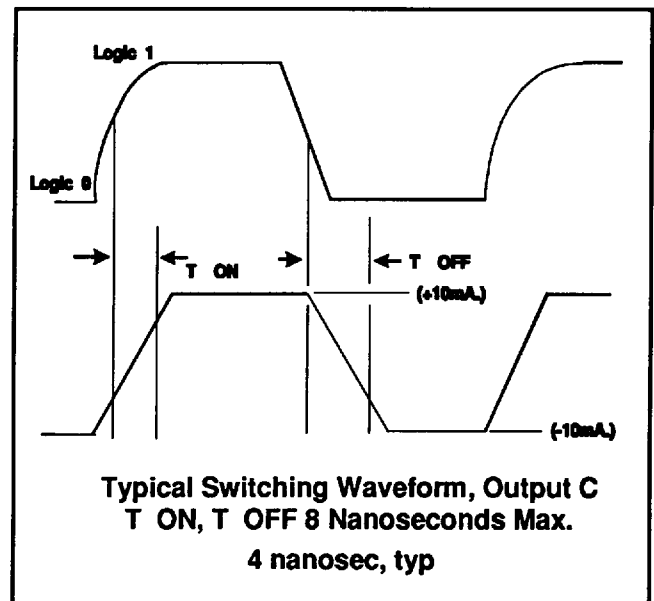 Logic 1
Logic 0
T ON
T OFF
(+10mA.)
(-10mA.)
Typical Switching Waveform, Output C
T ON, T OFF 8 Nanoseconds Max.
4 nanosec, typ